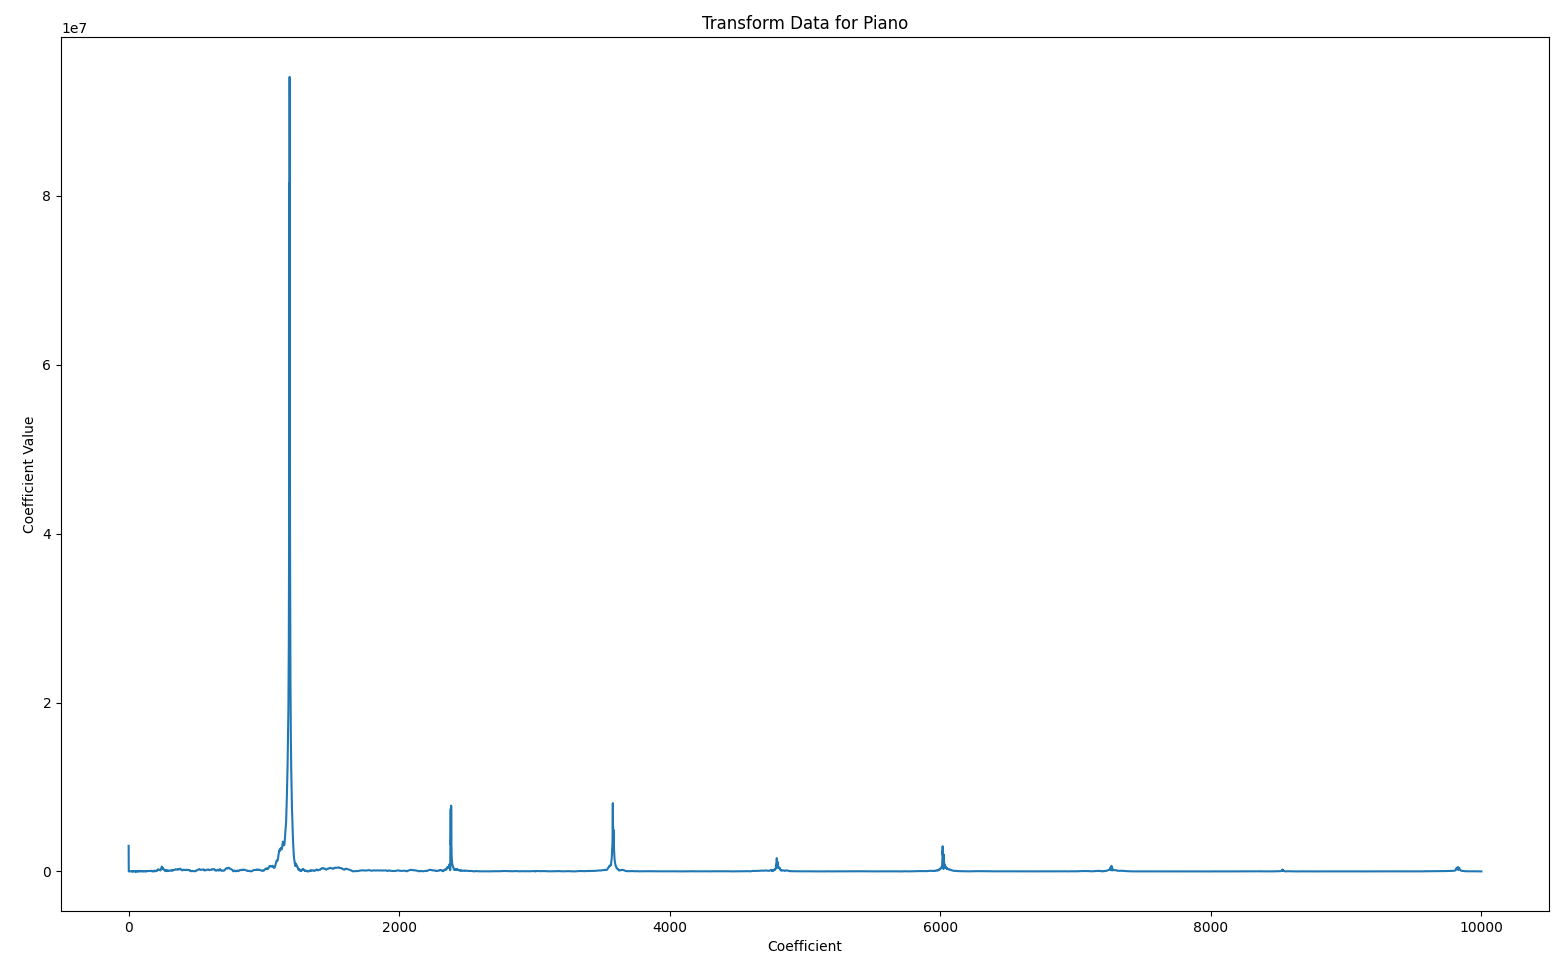 Transform Data for Piano
1e7
8
6
4
2
0
Coefficient Value
0 2000 4000 6000 8000 10000
Coefficient